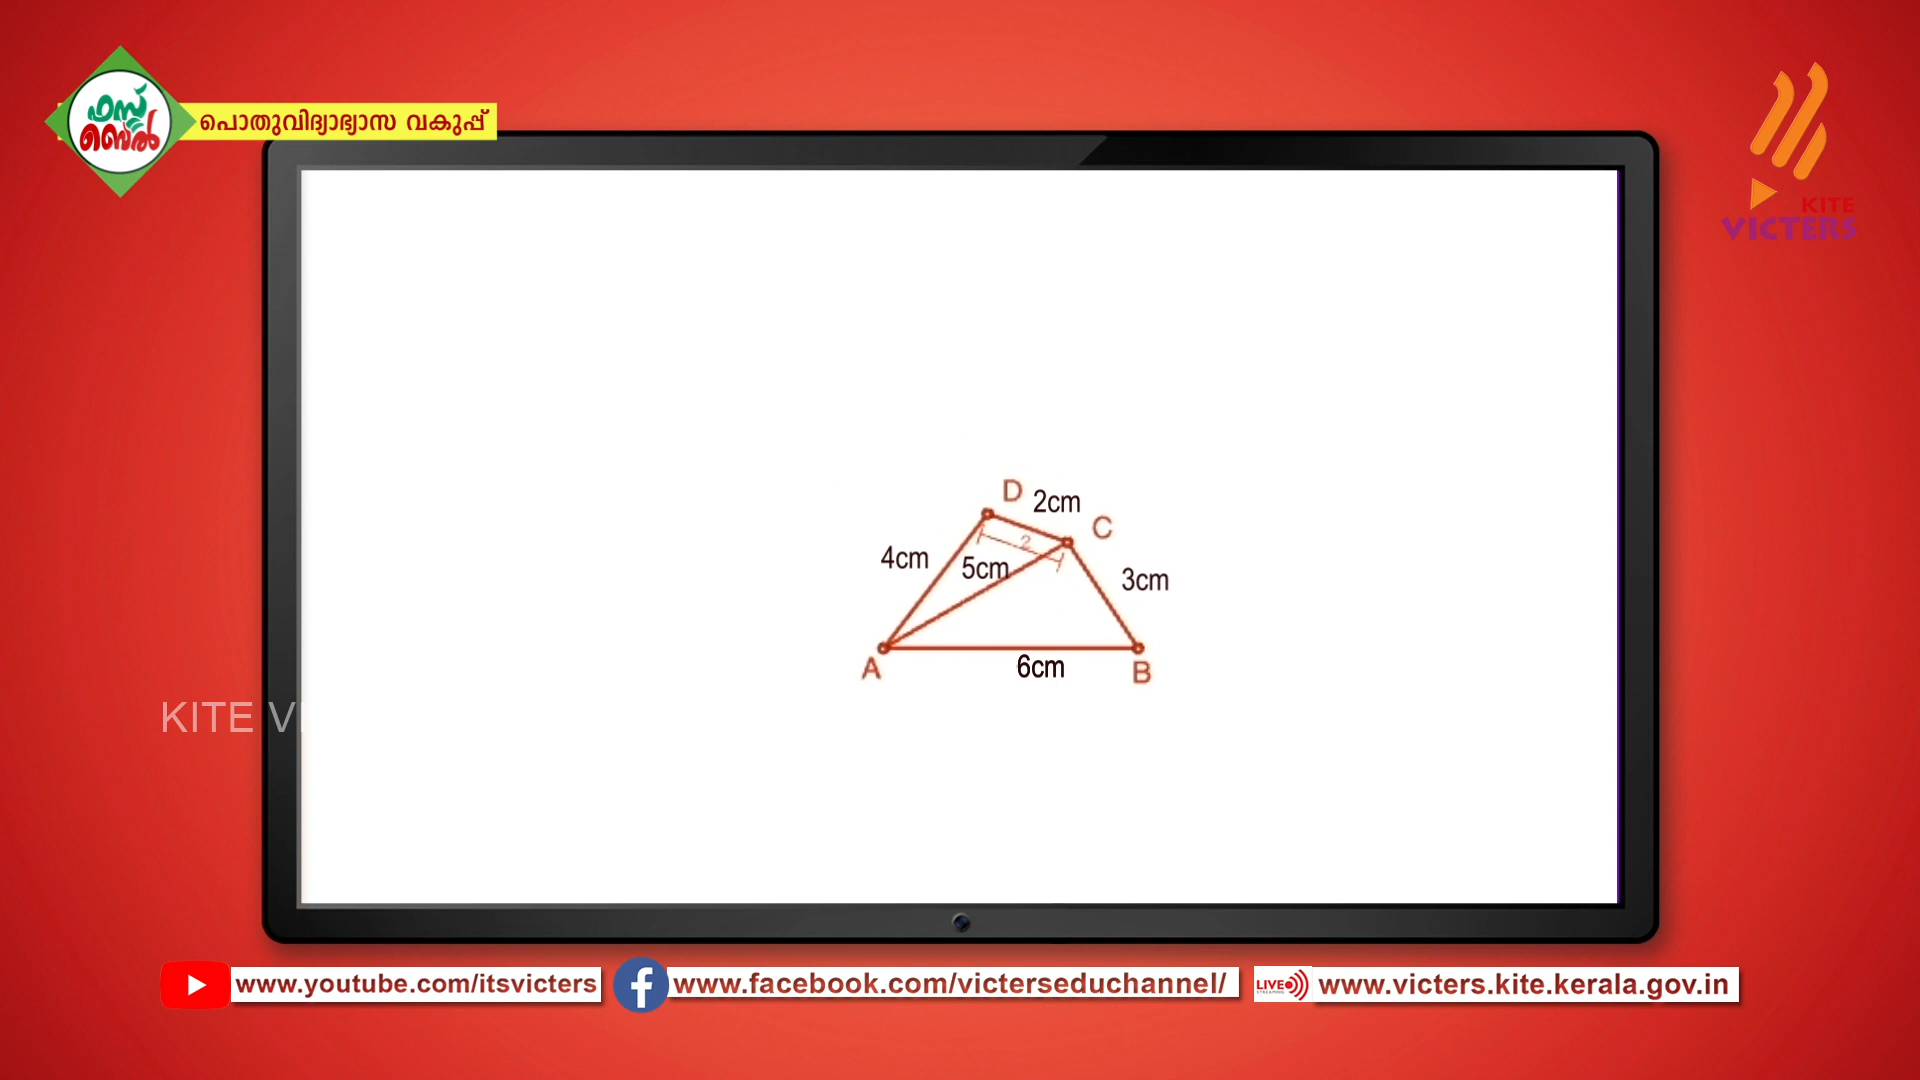 ഫസ്റ്റ്
ബെൽ
പൊതുവിദ്യാഭ്യാസ വകുപ്പ്
KITE
VICTERS
D
2cm
C
2
4cm
5cm
3cm
A
6cm
B
KITE VI
www.youtube.com/itsvicters
www.facebook.com/victerseduchannel/
LIVE
STREAMING
www.victers.kite.kerala.gov.in